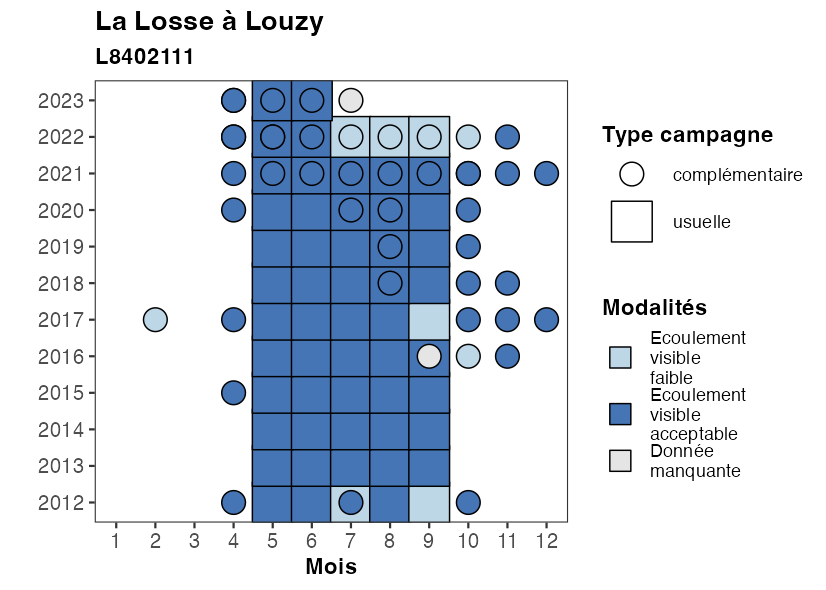 La Losse à Louzy
L8402111
2023
2022
2021
2020
2019
2018
2017
2016
2015
2014
2013
2012
1 2 3 4 5 6 7 8 9 10 11 12
Mois
Type campagne
complémentaire
usuelle
Modalités
Ecoulement
visible
faible
Ecoulement
visible
acceptable
Donnée
manquante